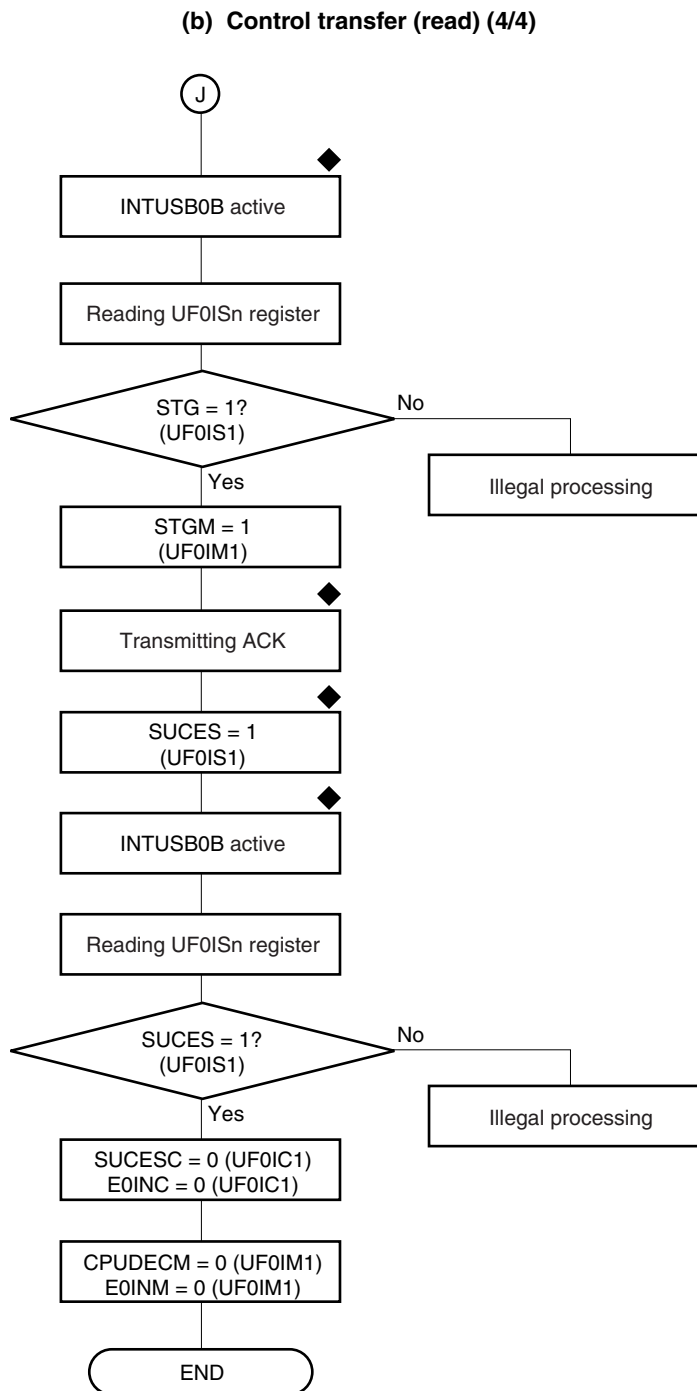 (b) Control transfer (read) (4/4)
J
INTUSB0B active
Reading UF0ISn register
STG = 1?
(UF0IS1)
No
Illegal processing
Yes
STGM = 1
(UF0IM1)
Transmitting ACK
SUCES = 1
(UF0IS1)
INTUSB0B active
Reading UF0ISn register
SUCES = 1?
(UF0IS1)
No
Illegal processing
Yes
SUCESC = 0 (UF0IC1)
E0INC = 0 (UF0IC1)
CPUDECM = 0 (UF0IM1)
E0INM = 0 (UF0IM1)
END